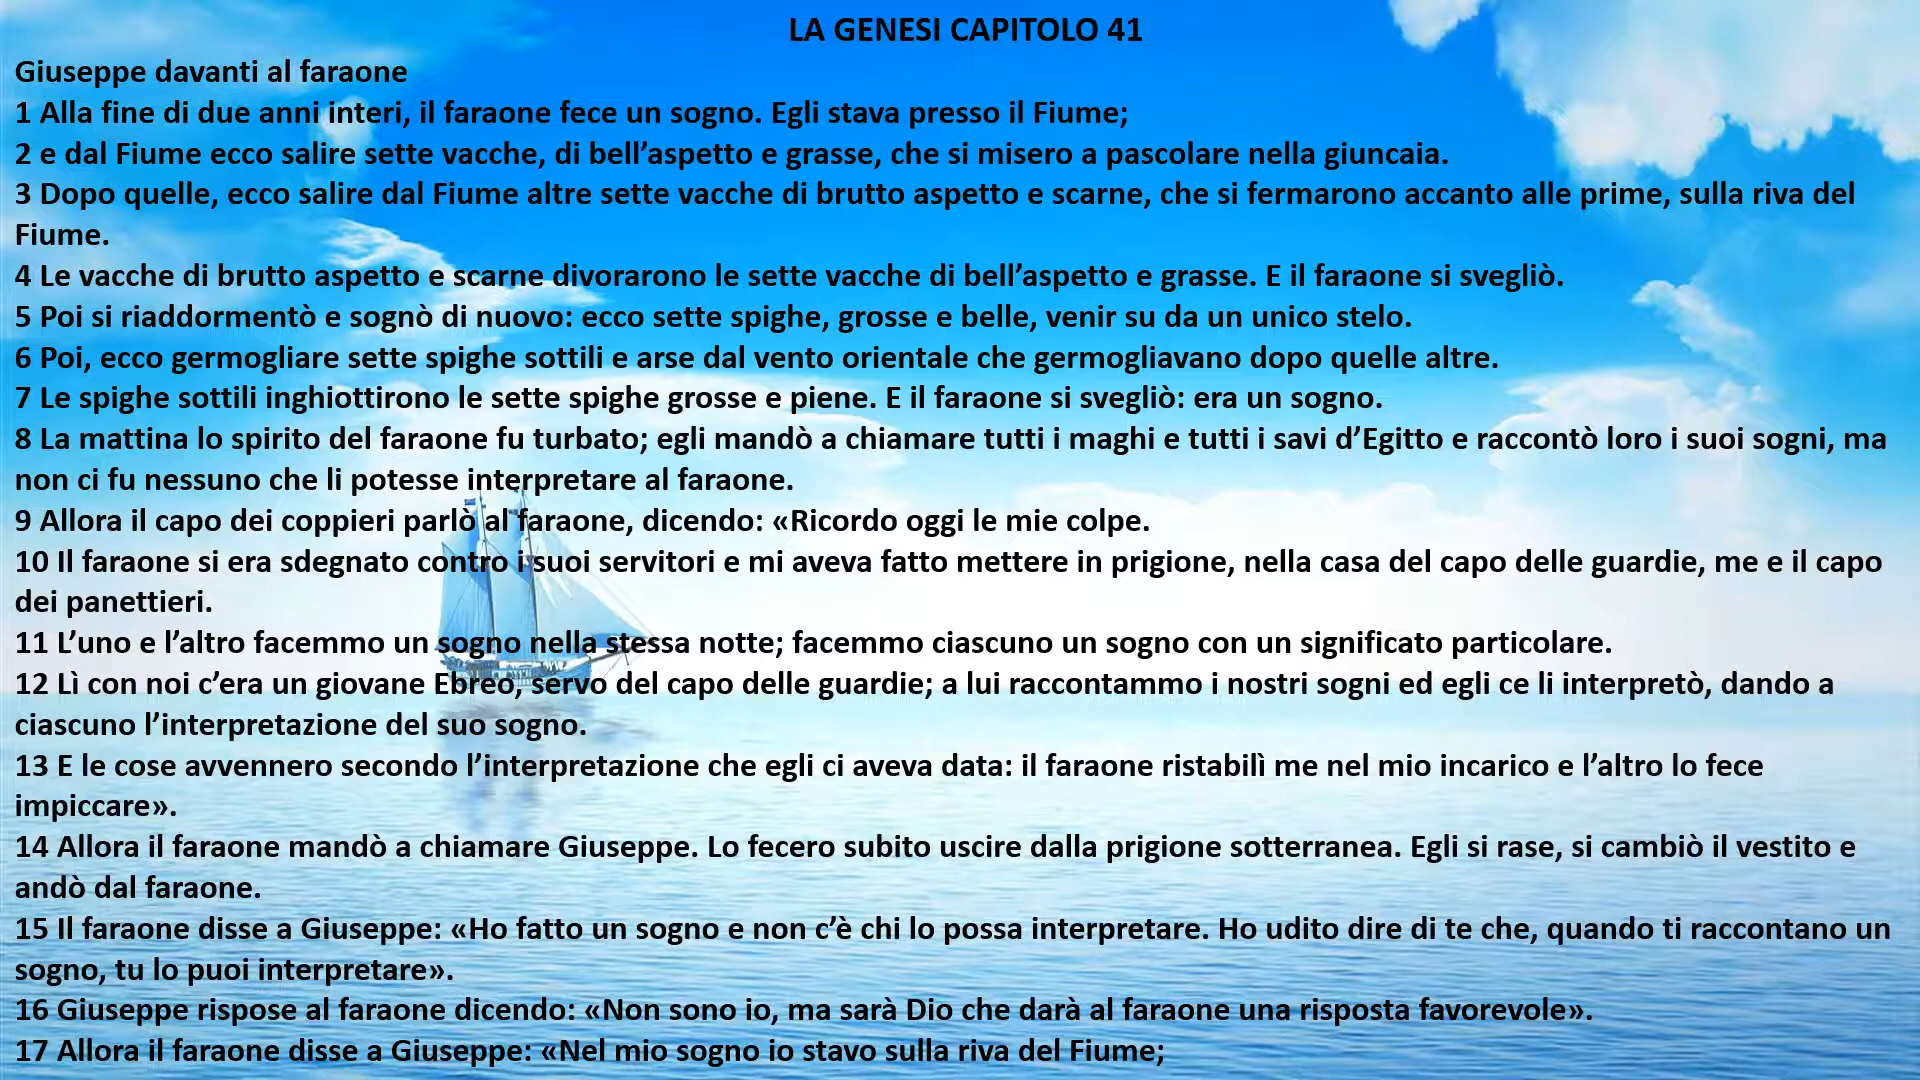 LA GENESI CAPITOLO 41
Giuseppe davanti al faraone
1 Alla fine di due anni interi, il faraone fece un sogno. Egli stava presso il Fiume;
2 e dal Fiume ecco salire sette vacche, di bell’aspetto e grasse, che si misero a pascolare nella giuncaia.
3 Dopo quelle, ecco salire dal Fiume altre sette vacche di brutto aspetto e scarne, che si fermarono accanto alle prime, sulla riva del
Fiume.
4 Le vacche di brutto aspetto e scarne divorarono le sette vacche di bell’aspetto e grasse. E il faraone si svegliò.
5 Poi si riaddormentò e sognò di nuovo: ecco sette spighe, grosse e belle, venir su da un unico stelo.
6 Poi, ecco germogliare sette spighe sottili e arse dal vento orientale che germogliavano dopo quelle altre.
7 Le spighe sottili inghiottirono le sette spighe grosse e piene. E il faraone si svegliò: era un sogno.
8 La mattina lo spirito del faraone fu turbato; egli mandò a chiamare tutti i maghi e tutti i savi d’Egitto e raccontò loro i suoi sogni, ma
non ci fu nessuno che li potesse interpretare al faraone.
9 Allora il capo dei coppieri parlò al faraone, dicendo: «Ricordo oggi le mie colpe.
10 Il faraone si era sdegnato contro i suoi servitori e mi aveva fatto mettere in prigione, nella casa del capo delle guardie, me e il capo
dei panettieri.
11 L’uno e l’altro facemmo un sogno nella stessa notte; facemmo ciascuno un sogno con un significato particolare.
12 Lì con noi c’era un giovane Ebreo, servo del capo delle guardie; a lui raccontammo i nostri sogni ed egli ce li interpretò, dando a
ciascuno l’interpretazione del suo sogno.
13 E le cose avvennero secondo l’interpretazione che egli ci aveva data: il faraone ristabilì me nel mio incarico e l’altro lo fece
impiccare».
14 Allora il faraone mandò a chiamare Giuseppe. Lo fecero subito uscire dalla prigione sotterranea. Egli si rase, si cambiò il vestito e
andò dal faraone.
15 Il faraone disse a Giuseppe: «Ho fatto un sogno e non c’è chi lo possa interpretare. Ho udito dire di te che, quando ti raccontano un
sogno, tu lo puoi interpretare».
16 Giuseppe rispose al faraone dicendo: «Non sono io, ma sarà Dio che darà al faraone una risposta favorevole».
17 Allora il faraone disse a Giuseppe: «Nel mio sogno io stavo sulla riva del Fiume;